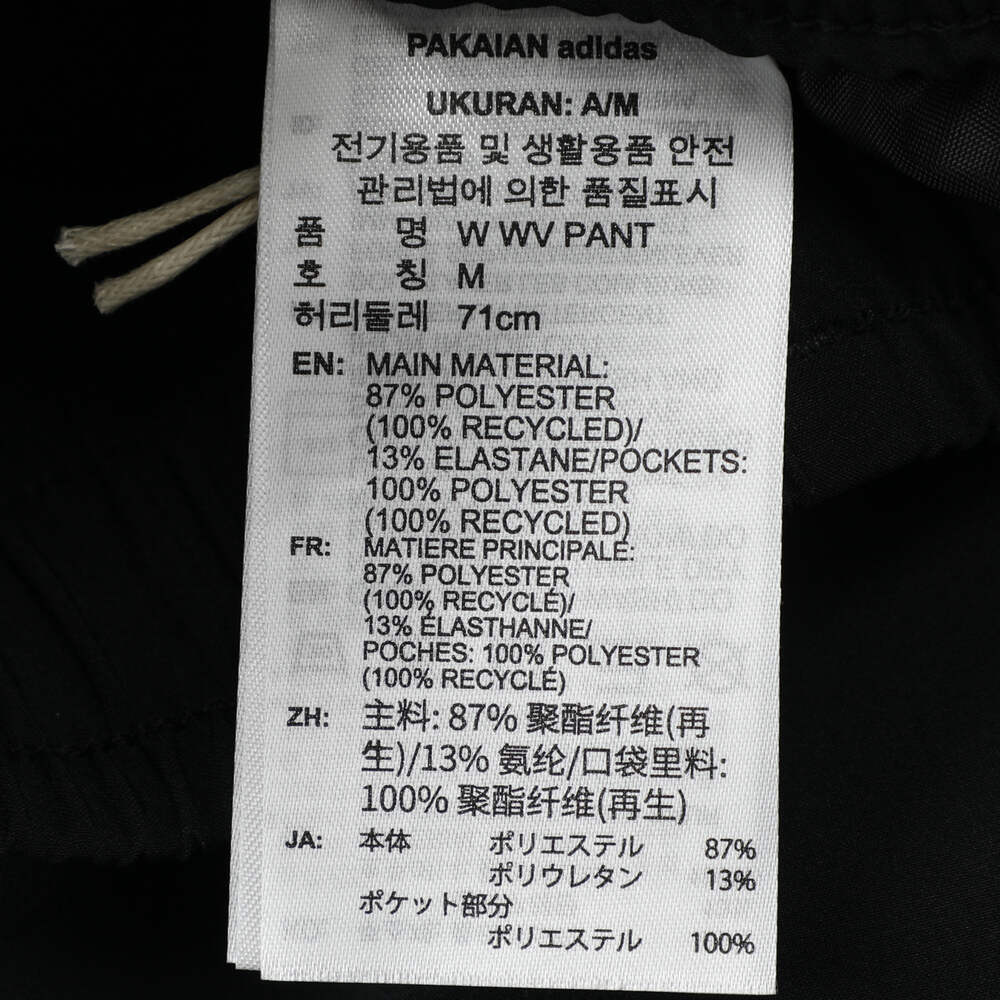 PAKAIAN adidas
UKURAN: A/M
전기용품 및 생활용품 안전
관리법에 의한 품질표시
품 명 W WV PANT
호 칭 M
허리둘레 71cm
EN: MAIN MATERIAL:
87% POLYESTER
(100% RECYCLED)/
13% ELASTANE/POCKETS:
100% POLYESTER
(100% RECYCLED)
FR: MATIERE PRINCIPALE:
87% POLYESTER
(100% RECYCLÉ)/
13% ÉLASTHANNE/
POCHES: 100% POLYESTER
(100% RECYCLÉ)
ZH: 主料: 87% 聚酯纤维(再
生)/13% 氨纶/口袋里料:
100% 聚酯纤维(再生)
JA: 本体 ポリエステル 87%
ポリウレタン 13%
ポケット部分
ポリエステル 100%